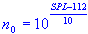 n₀ = 10^((SPL−112)/10)